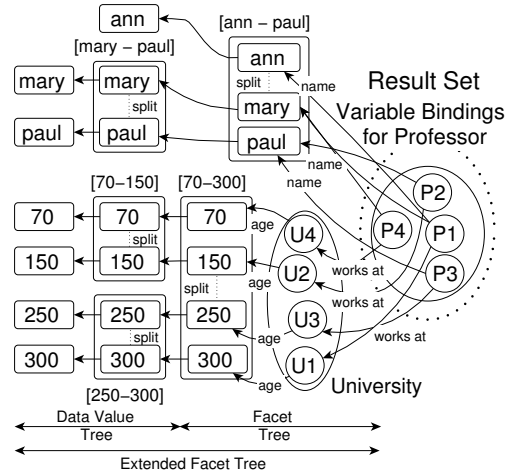 ann
[ann – paul]
[mary – paul]
ann
mary
mary
split
split
name
mary
Result Set
Variable Bindings
for Professor
paul
paul
paul
name
name
[70–150]
[70–300]
P2
70
70
70
age
U4
P4
P1
split
works at
150
150
150
U2
P3
split
age
works at
250
250
250
U3
works at
split
age
300
300
300
U1
age
University
[250–300]
Data Value
Tree
Facet
Tree
Extended Facet Tree